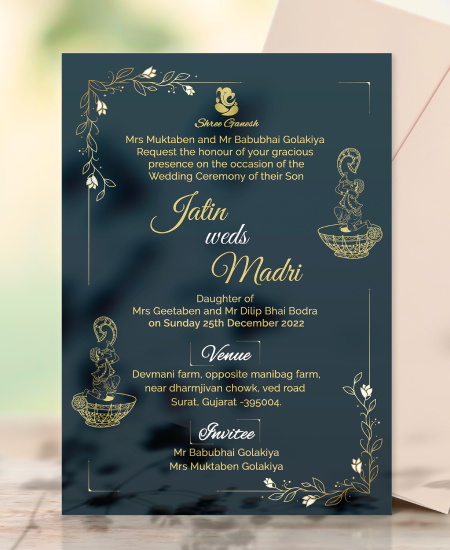 Shree Ganesh
Mrs Muktaben and Mr Babubhai Golakiya
Request the honour of your gracious
presence on the occasion of the
Wedding Ceremony of their Son
Jatin
weds
Madri
Daughter of
Mrs Geetaben and Mr Dilip Bhai Bodra
on Sunday 25th December 2022
Venue
Devmani farm, opposite manibag farm,
near dharmjivan chowk, ved road
Surat, Gujarat -395004.
Invitee
Mr Babubhai Golakiya
Mrs Muktaben Golakiya